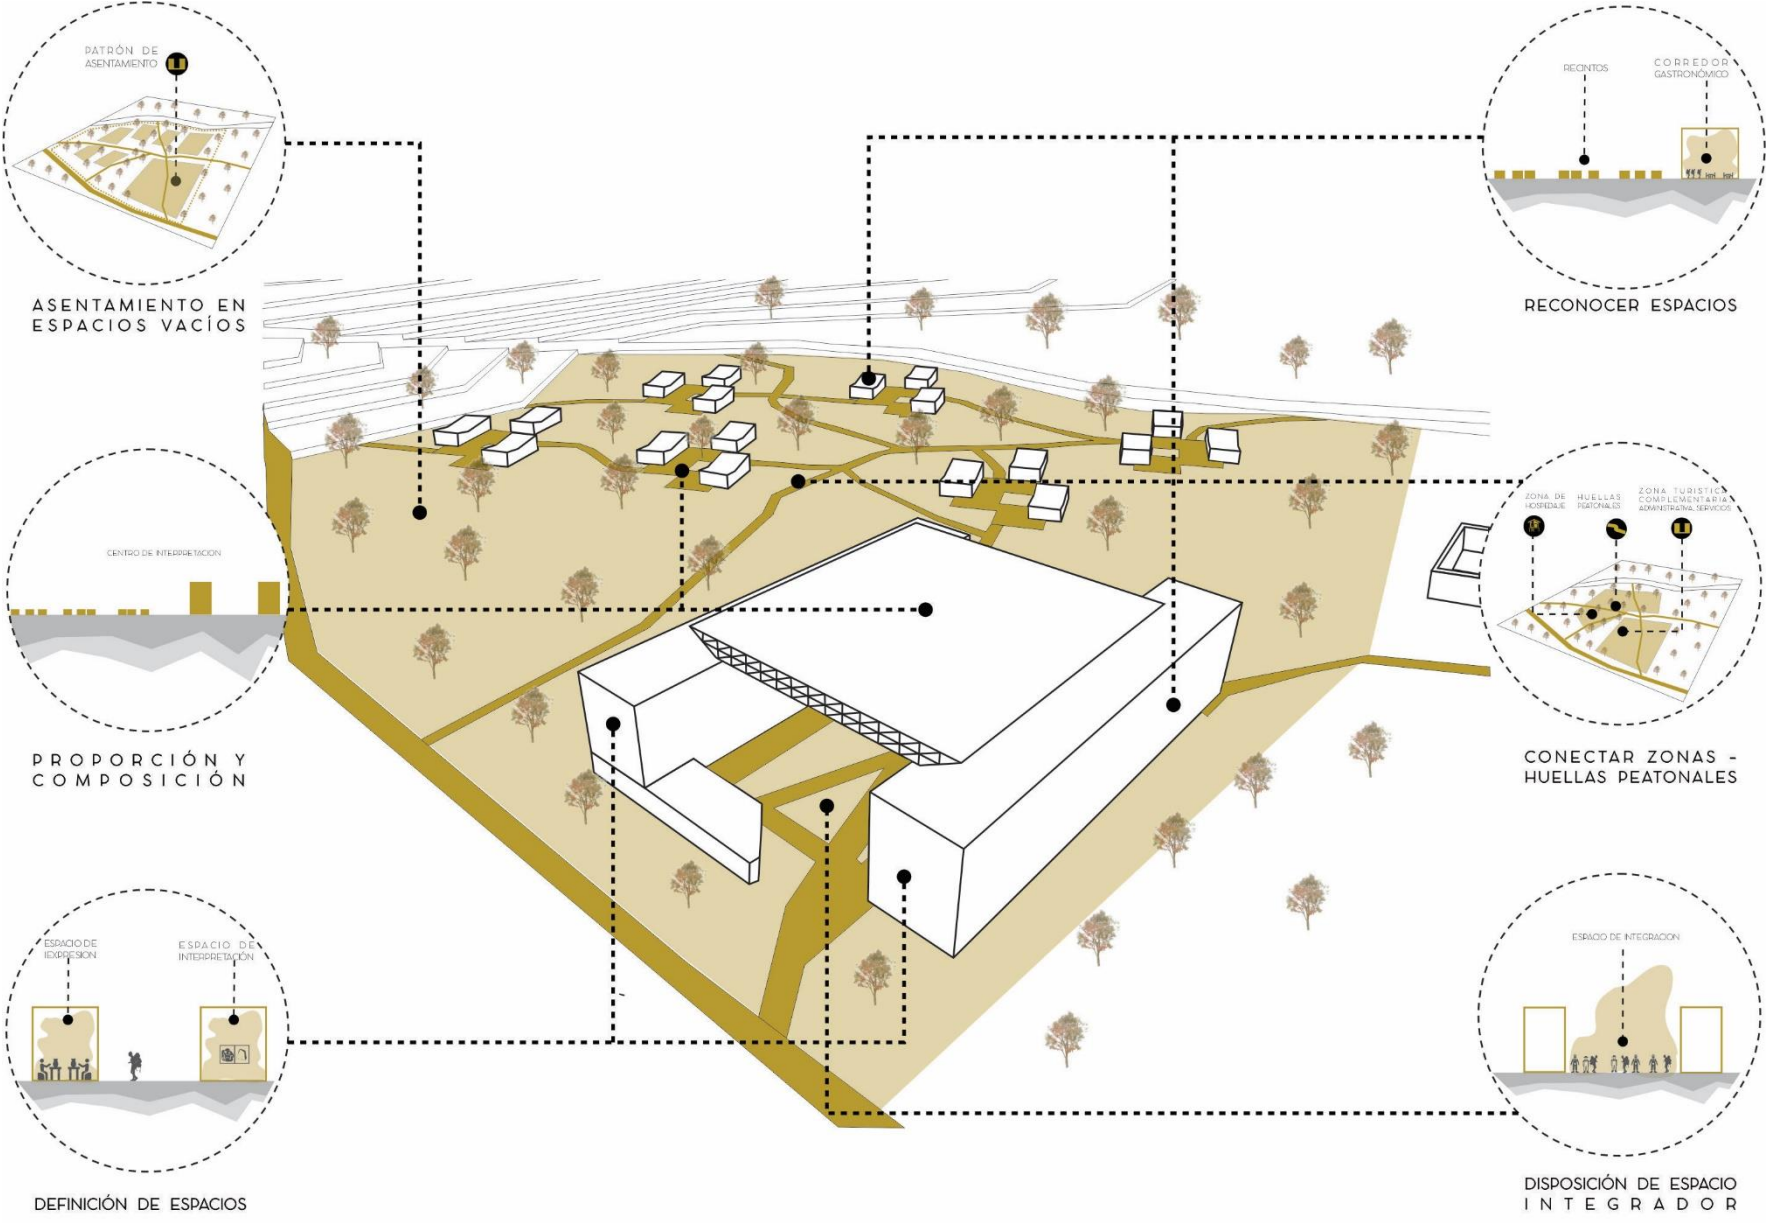 PATRÓN DE
ASENTAMIENTO
ASENTAMIENTO EN
ESPACIOS VACÍOS
RECINTOS
CORREDOR
GASTRONÓMICO
RECONOCER ESPACIOS
CENTRO DE INTERPRETACION
PROPORCIÓN Y
COMPOSICIÓN
ZONA DE
HOSPEDAJE
HUELLAS
PEATONALES
ZONA TURISTICA
COMPLEMENTARIA,
ADMINISTRATIVA, SERVICIOS
CONECTAR ZONAS -
HUELLAS PEATONALES
ESPACIO DE
IEXPRESION
ESPACIO DE
INTERPRETACIÓN
DEFINICIÓN DE ESPACIOS
ESPACIO DE INTEGRACION
DISPOSICIÓN DE ESPACIO
INTEGRADOR